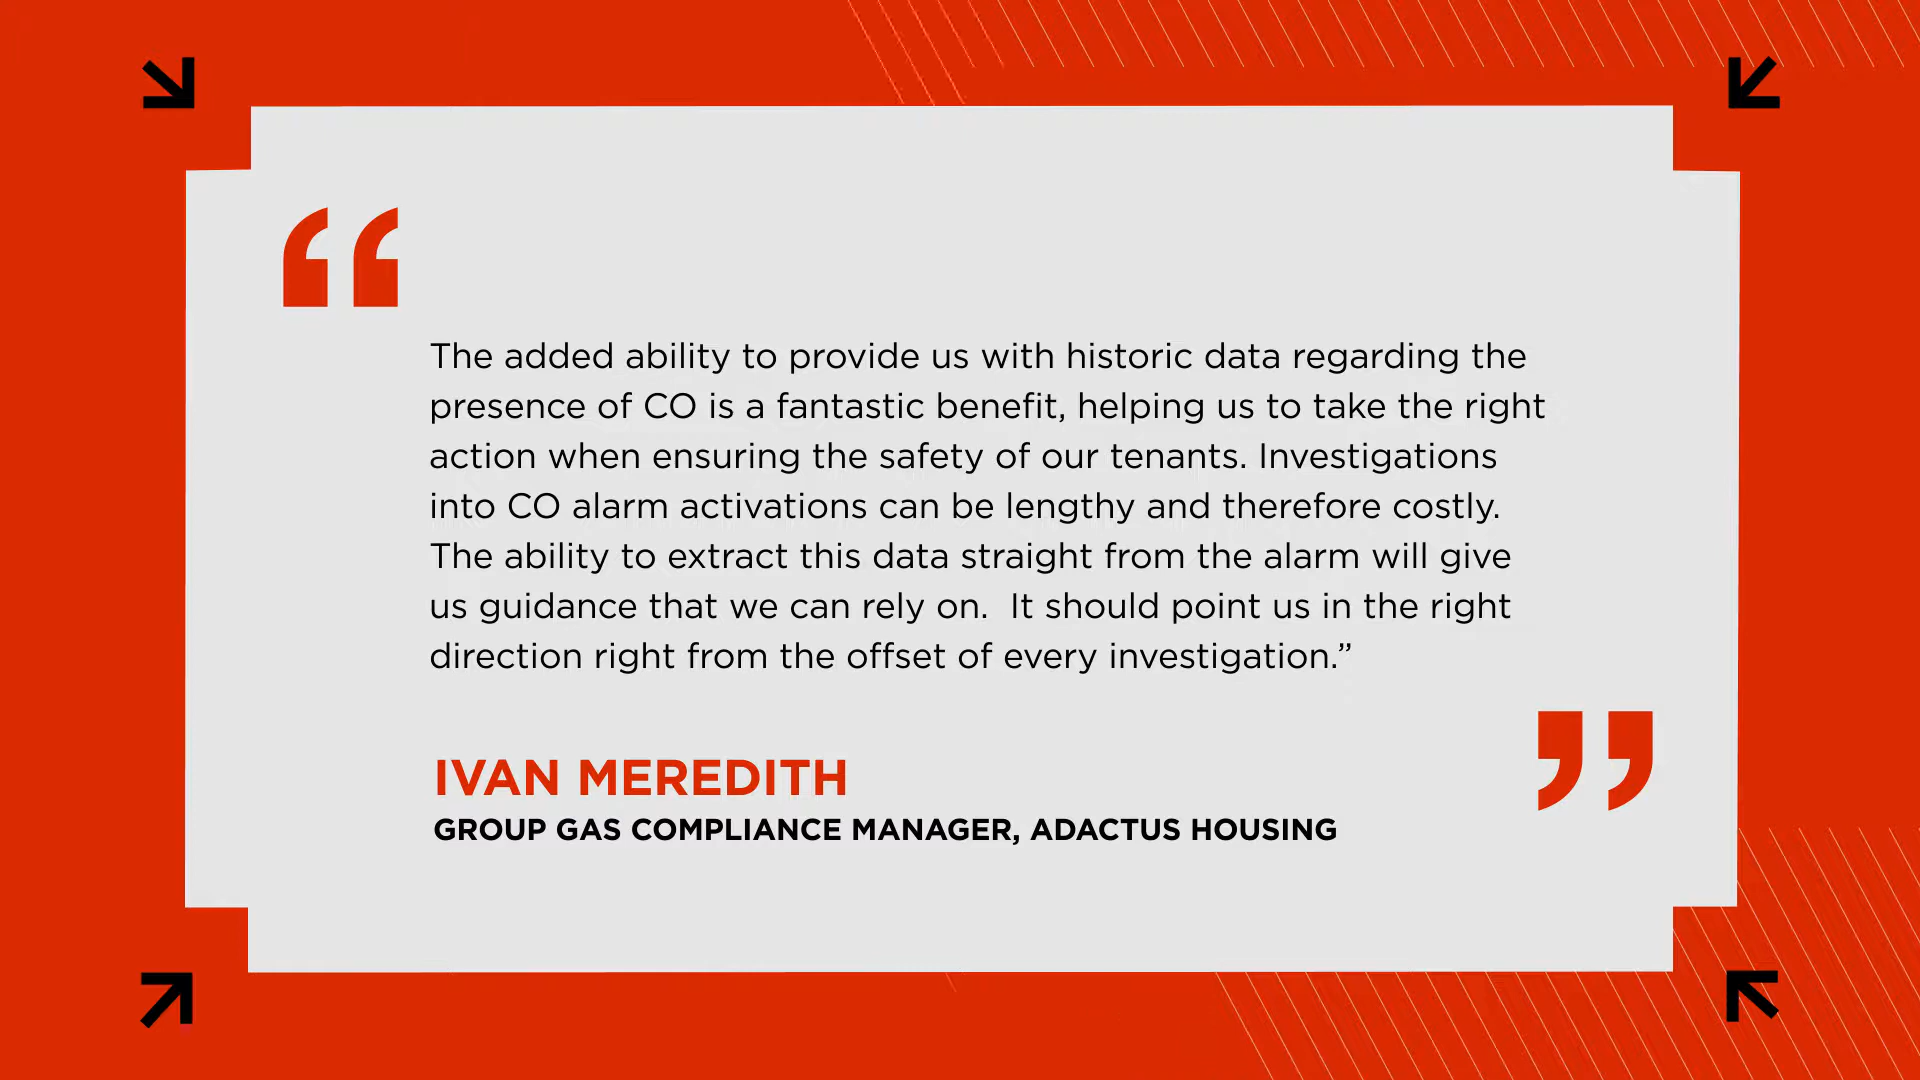 “
The added ability to provide us with historic data regarding the
presence of CO is a fantastic benefit, helping us to take the right
action when ensuring the safety of our tenants. Investigations
into CO alarm activations can be lengthy and therefore costly.
The ability to extract this data straight from the alarm will give
us guidance that we can rely on.  It should point us in the right
direction right from the offset of every investigation.”
”
IVAN MEREDITH
GROUP GAS COMPLIANCE MANAGER, ADACTUS HOUSING